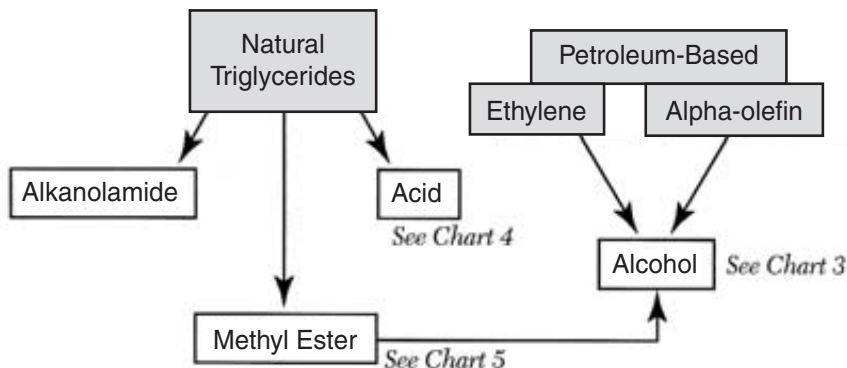 Natural
Triglycerides
Petroleum-Based
Ethylene
Alpha-olefin
Alkanolamide
Acid
See Chart 4
Alcohol
See Chart 3
Methyl Ester
See Chart 5